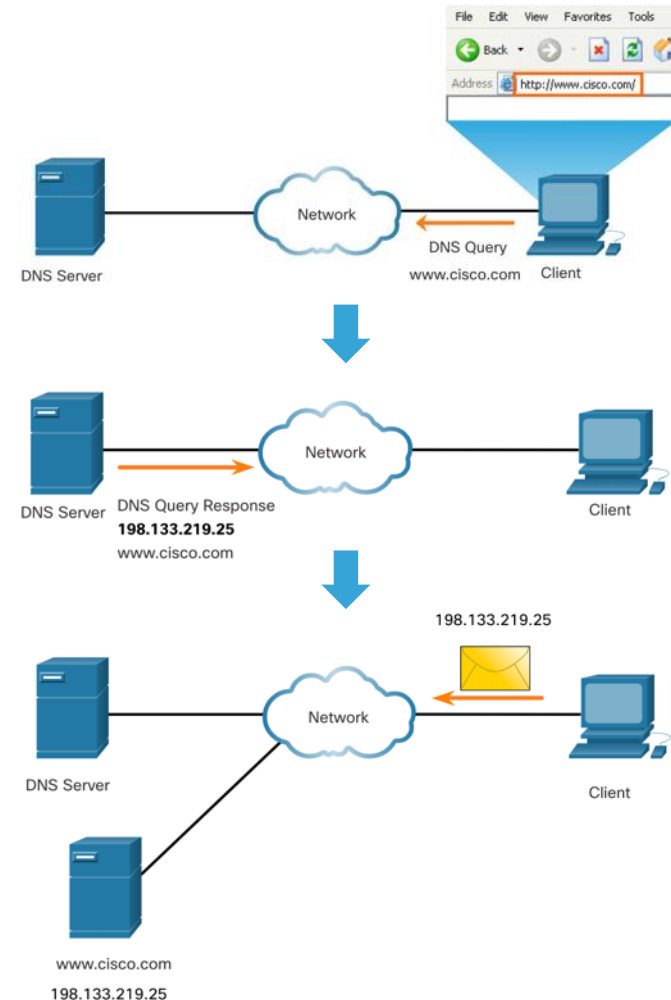 File Edit View Favorites Tools
Back
Address http://www.cisco.com/
Network
DNS Query
DNS Server
www.cisco.com
Client
Network
DNS Server
DNS Query Response
198.133.219.25
www.cisco.com
Client
198.133.219.25
Network
DNS Server
Client
www.cisco.com
198.133.219.25